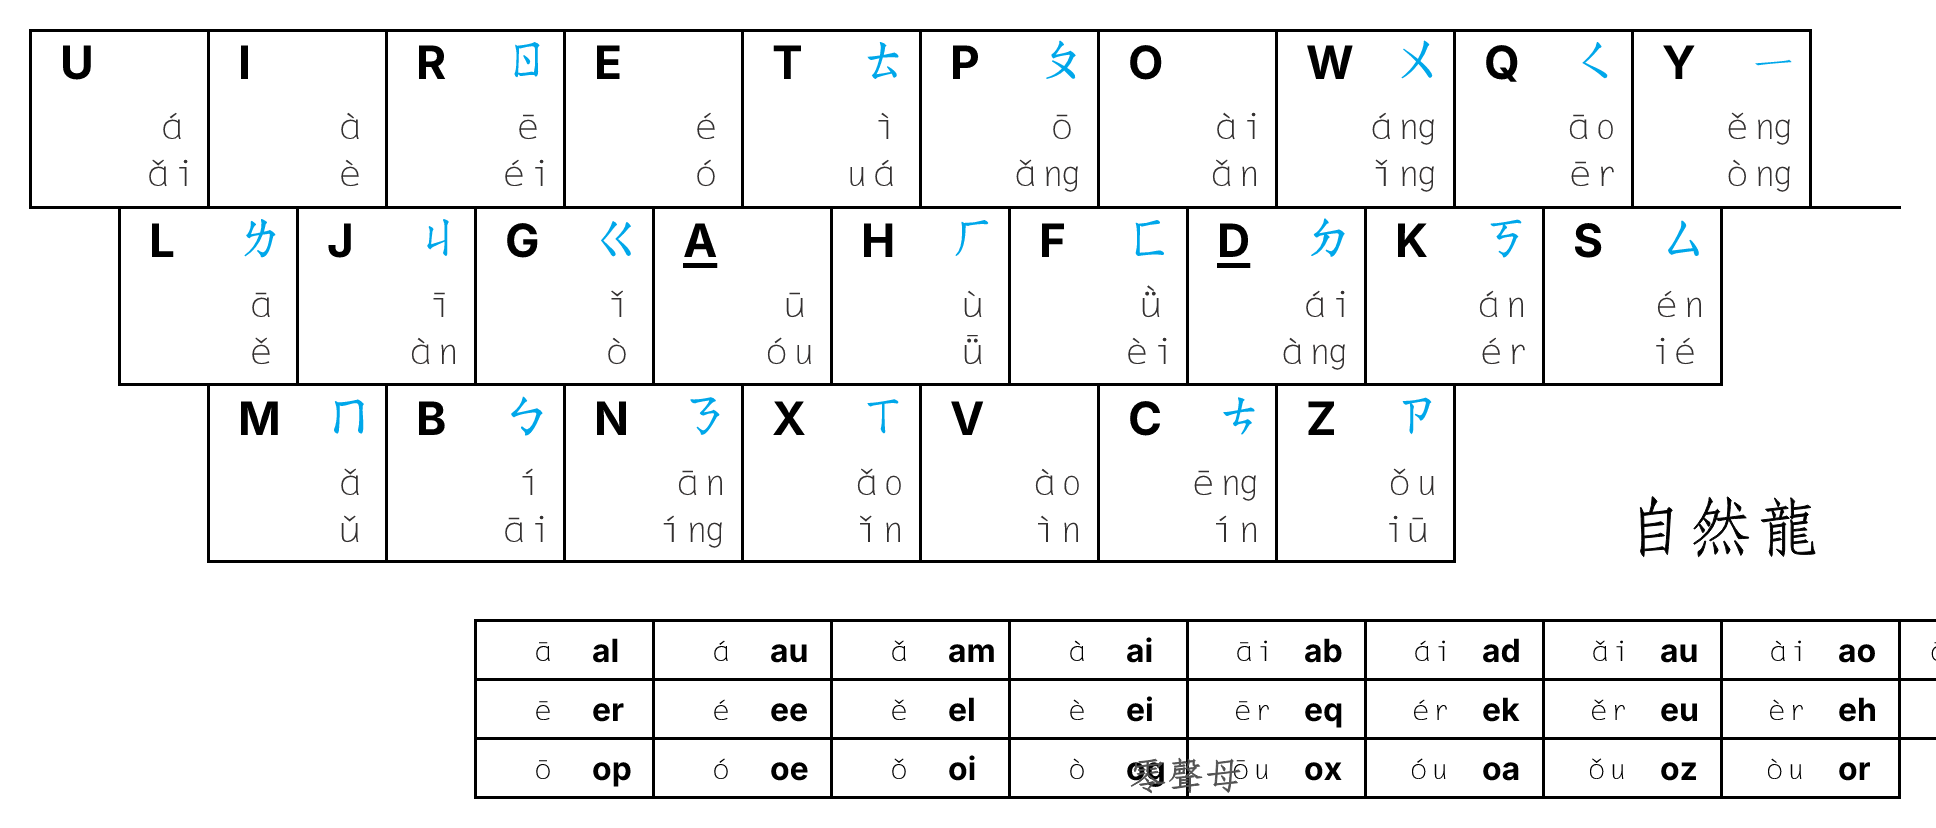 U I R ㄖ E T ㄊ P ㄆ O W ㄨ Q ㄑ Y ㄧ
á à ē é ì ō ài áng āo ěng
ǎi è éi ó uá ǎng ǎn ǐng ēr òng
L ㄌ J ㄐ G ㄍ A H ㄏ F ㄈ D ㄉ K ㄎ S ㄙ
ā ī ǐ ū ù ǜ ái án én
ě àn ò óu ǖ èi àng ér ié
M ㄇ B ㄅ N ㄋ X ㄒ V C ㄘ Z ㄗ
ǎ í ān ǎo ào ēng ǒu
ǔ āi íng ǐn ìn ín iū
自然龍
ā al á au ǎ am à ai āi ab ái ad ǎi au ài ao
ē er é ee ě el è ei ēr eq ér ek ěr eu èr eh
ō op ó oe ǒ oi ò og ōu ox óu oa ǒu oz òu or
零聲母